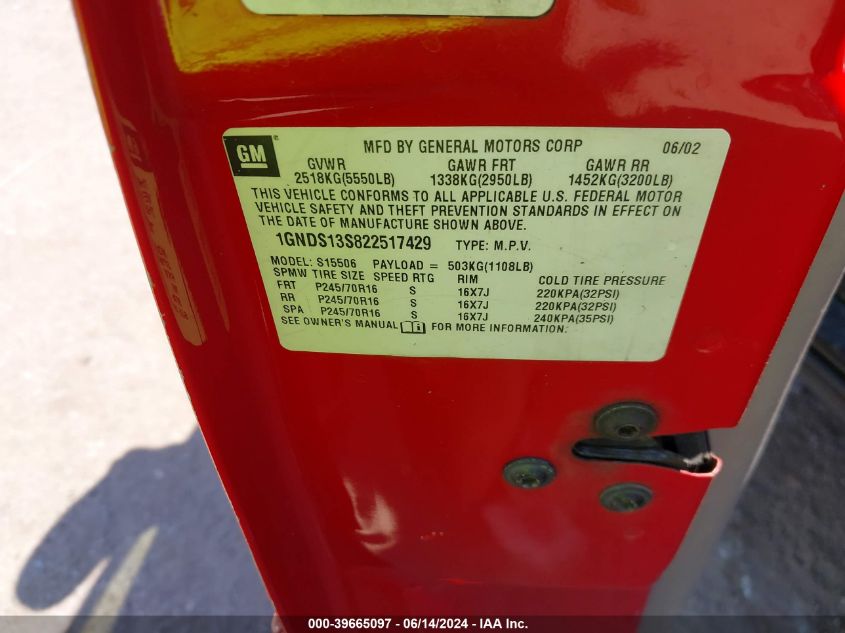 GM
MFD BY GENERAL MOTORS CORP 06/02
GVWR GAWR FRT GAWR RR
2518KG(5550LB) 1338KG(2950LB) 1452KG(3200LB)
THIS VEHICLE CONFORMS TO ALL APPLICABLE U.S. FEDERAL MOTOR
VEHICLE SAFETY AND THEFT PREVENTION STANDARDS IN EFFECT ON
THE DATE OF MANUFACTURE SHOWN ABOVE.
1GNDS13S822517429 TYPE: M.P.V.
MODEL: S15506 PAYLOAD = 503KG(1108LB)
SPMW TIRE SIZE SPEED RTG RIM COLD TIRE PRESSURE
FRT P245/70R16 S 16X7J 220KPA(32PSI)
RR P245/70R16 S 16X7J 220KPA(32PSI)
SPA P245/70R16 S 16X7J 240KPA(35PSI)
SEE OWNER'S MANUAL FOR MORE INFORMATION.
000-39665097 - 06/14/2024 - IAA Inc.